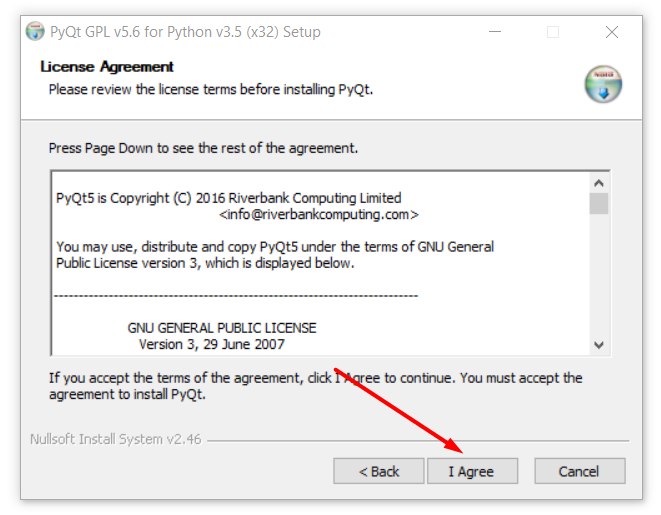 PyQt GPL v5.6 for Python v3.5 (x32) Setup
License Agreement
Please review the license terms before installing PyQt.
Press Page Down to see the rest of the agreement.
PyQt5 is Copyright (C) 2016 Riverbank Computing Limited
<info@riverbankcomputing.com>
You may use, distribute and copy PyQt5 under the terms of GNU General
Public License version 3, which is displayed below.
-------------------------------------------------------------------------
GNU GENERAL PUBLIC LICENSE
Version 3, 29 June 2007
If you accept the terms of the agreement, click I Agree to continue. You must accept the
agreement to install PyQt.
Nullsoft Install System v2.46
< Back I Agree Cancel